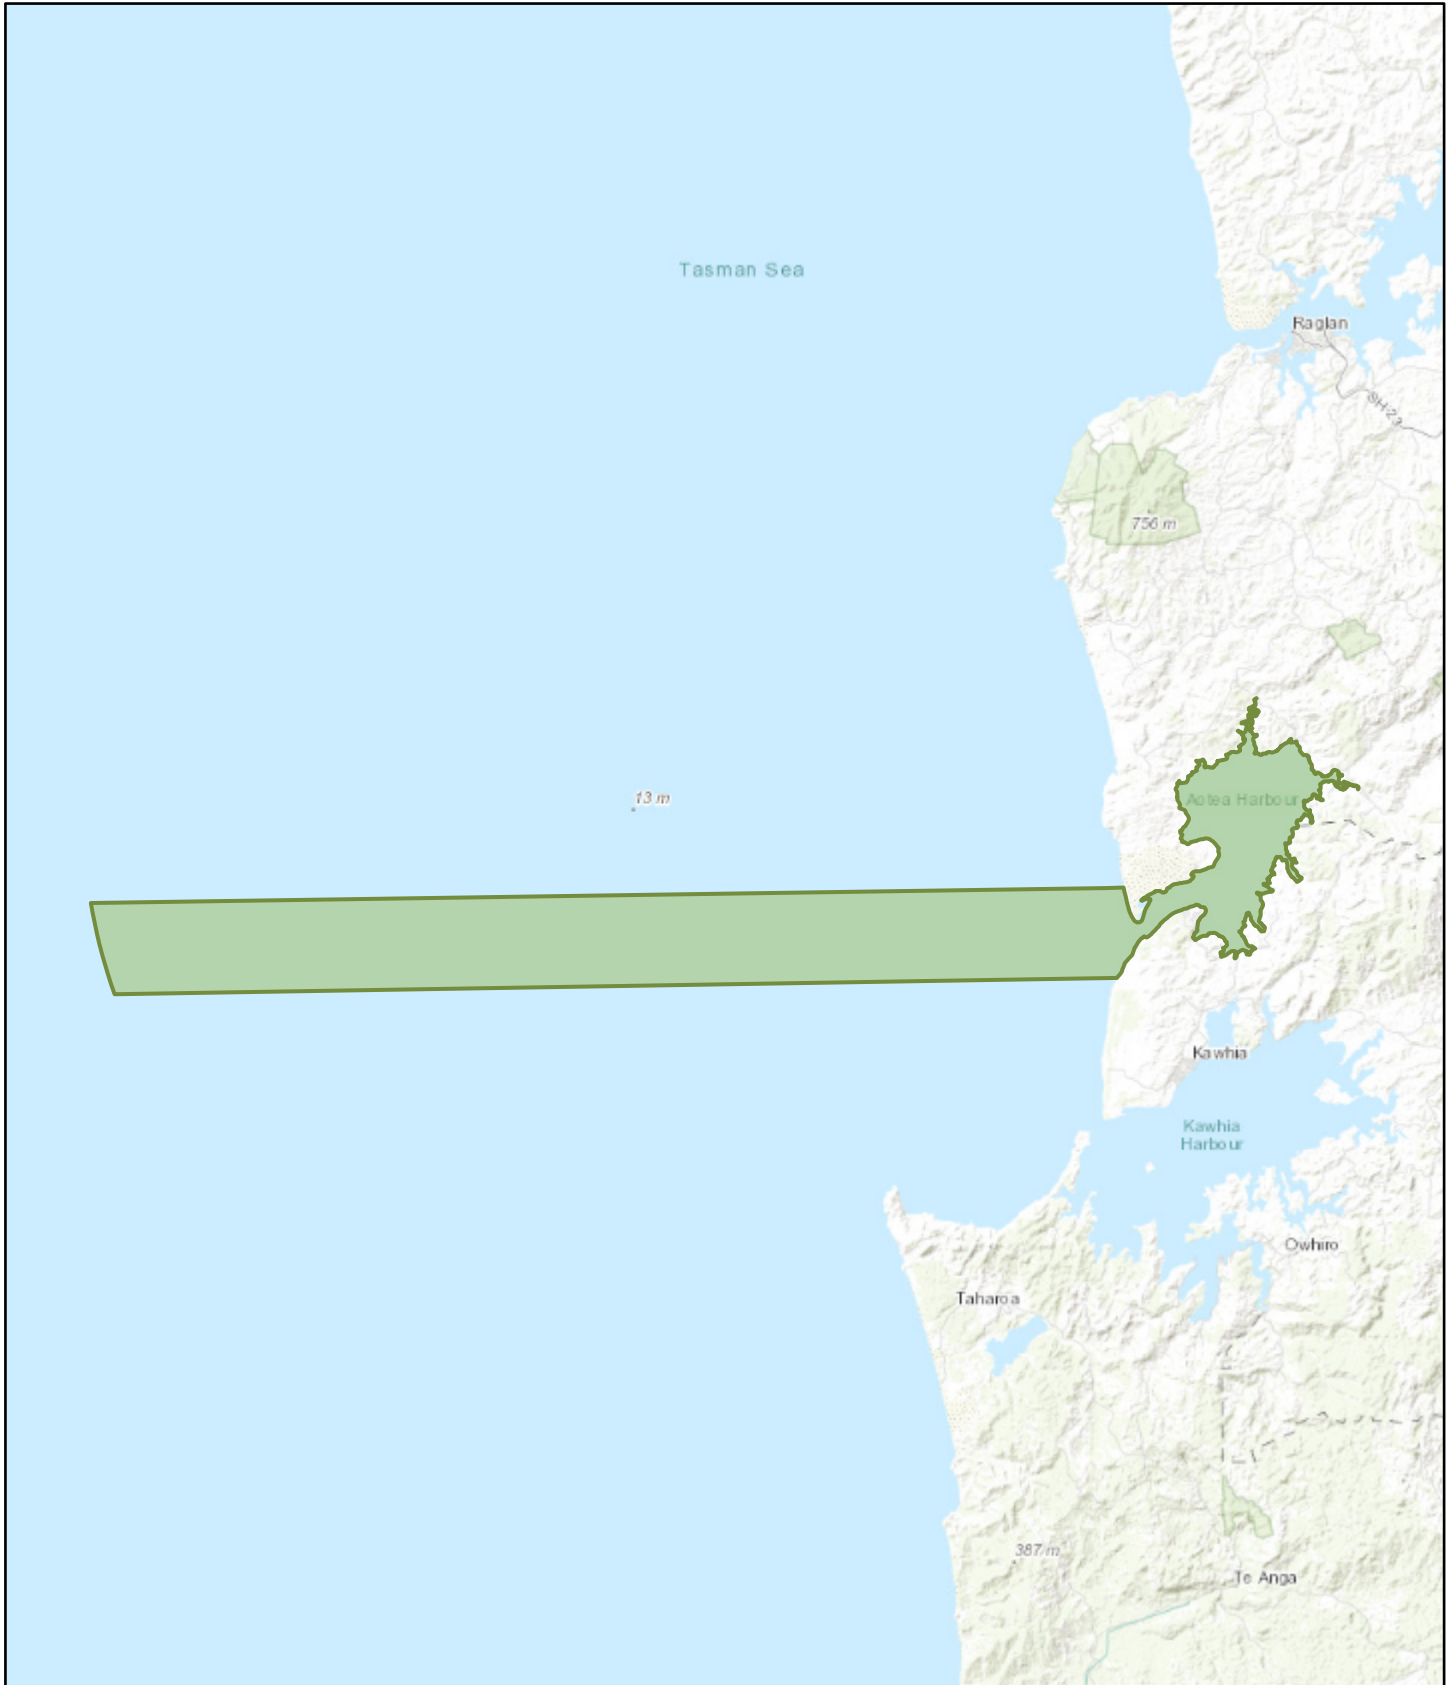 Tasman Sea
Raglan
SH-23
756 m
13 m
Aotea Harbour
Kawhia
Kawhia
Harbour
Owhiro
Taharoa
387 m
Te Anga